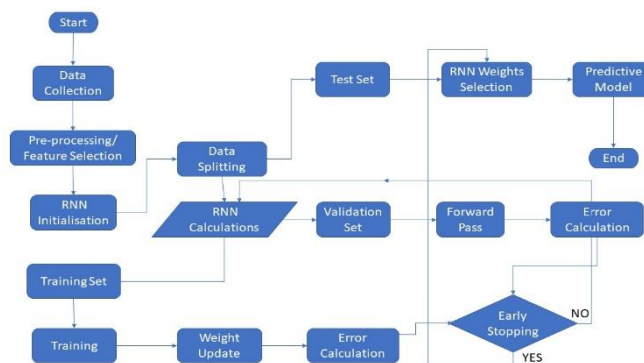 Start
Data
Collection
Pre-processing/
Feature Selection
RNN
Initialisation
Data
Splitting
Test Set
RNN Weights
Selection
Predictive
Model
End
RNN
Calculations
Validation
Set
Forward
Pass
Error
Calculation
Training Set
Training
Weight
Update
Error
Calculation
Early
Stopping
NO
YES